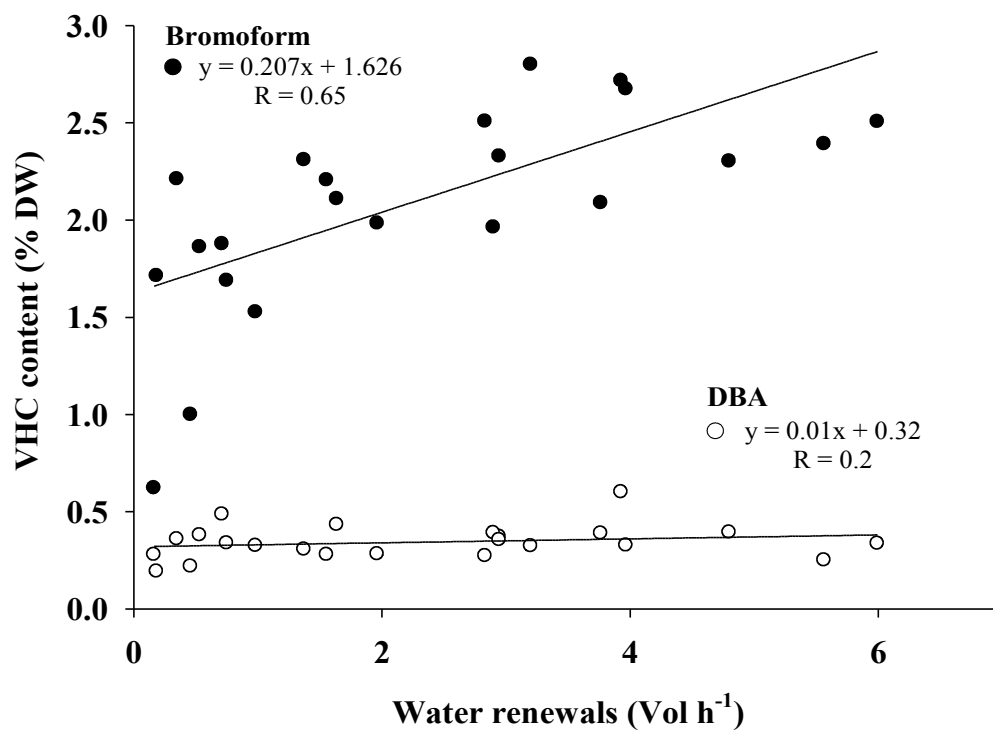 3.0
2.5
2.0
1.5
1.0
0.5
0.0
VHC content (% DW)
Bromoform
y = 0.207x + 1.626
R = 0.65
DBA
y = 0.01x + 0.32
R = 0.2
0 2 4 6
Water renewals (Vol h⁻¹)